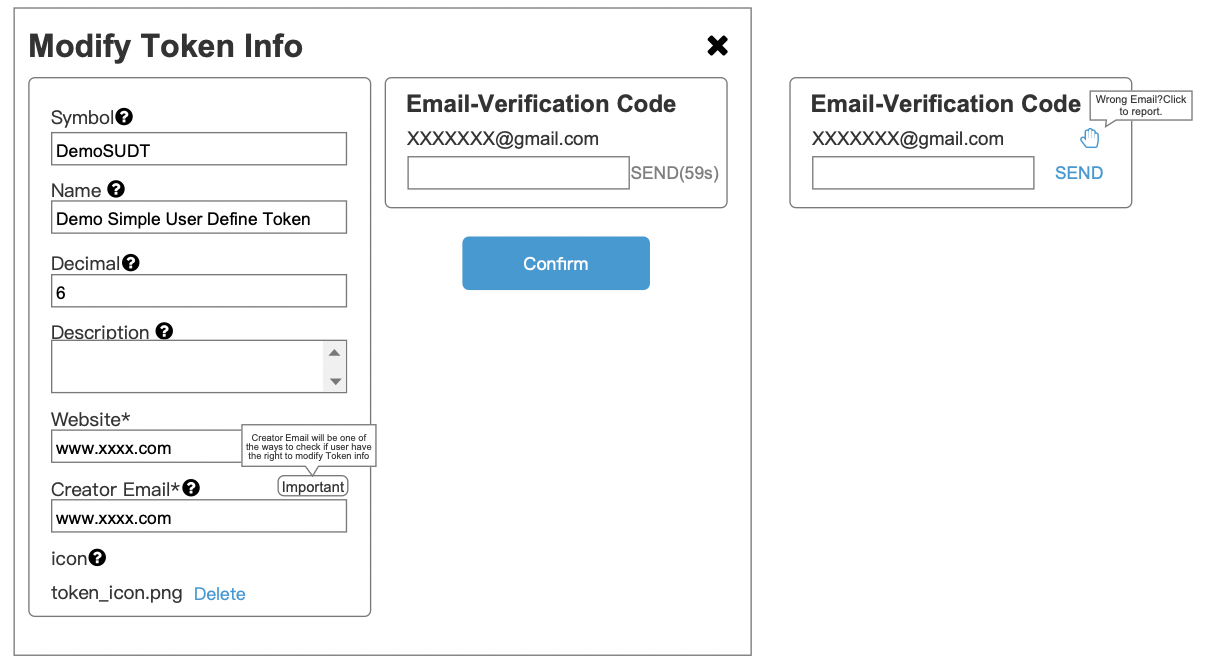 Modify Token Info
Symbol
DemoSUDT
Name
Demo Simple User Define Token
Decimal
6
Description
Website*
www.xxxx.com
Creator Email will be one of
the ways to check if user have
the right to modify Token info
Creator Email*
Important
www.xxxx.com
icon
token_icon.png Delete
Email-Verification Code
XXXXXXX@gmail.com
SEND(59s)
Confirm
Email-Verification Code
Wrong Email?Click
to report.
XXXXXXX@gmail.com
SEND